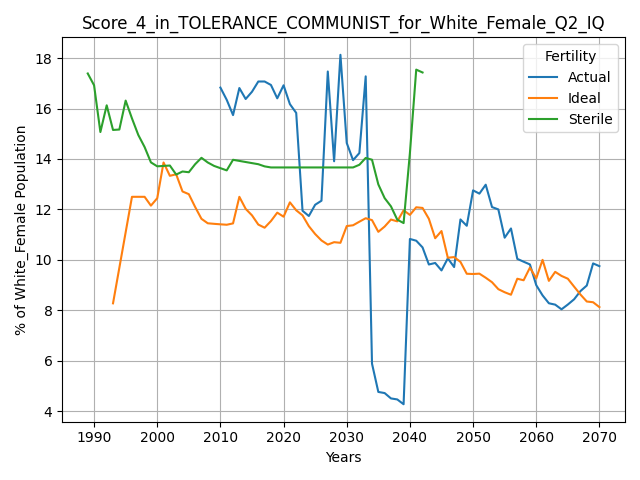 Score_4_in_TOLERANCE_COMMUNIST_for_White_Female_Q2_IQ
Fertility
Actual
Ideal
Sterile
% of White_Female Population
18
16
14
12
10
8
6
4
1990 2000 2010 2020 2030 2040 2050 2060 2070
Years